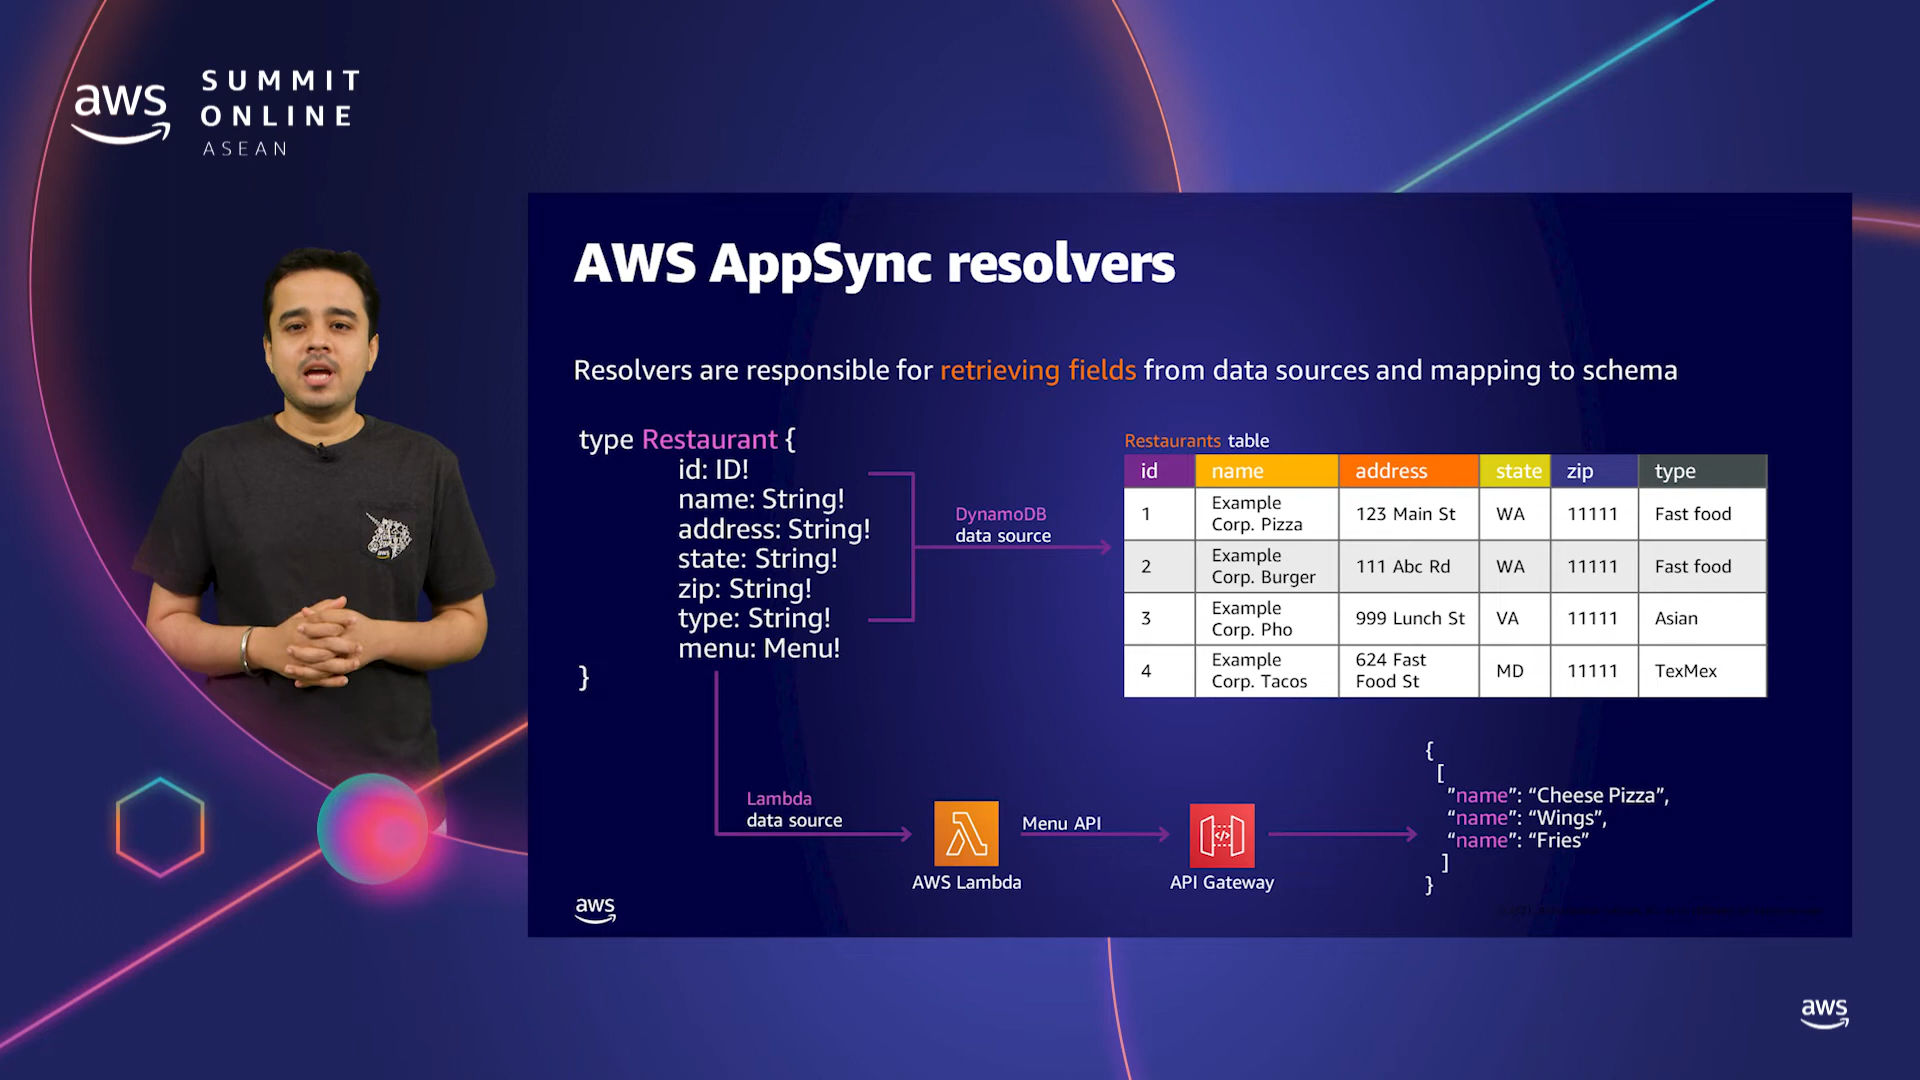 aws
SUMMIT
ONLINE
ASEAN
AWS AppSync resolvers
Resolvers are responsible for retrieving fields from data sources and mapping to schema
type Restaurant {
id: ID!
name: String!
address: String!
state: String!
zip: String!
type: String!
menu: Menu!
}
DynamoDB
data source
Restaurants table
id name address state zip type
1 Example Corp. Pizza 123 Main St WA 11111 Fast food
2 Example Corp. Burger 111 Abc Rd WA 11111 Fast food
3 Example Corp. Pho 999 Lunch St VA 11111 Asian
4 Example Corp. Tacos 624 Fast Food St MD 11111 TexMex
Lambda
data source
AWS Lambda
Menu API
API Gateway
{
[
"name": “Cheese Pizza”,
“name”: “Wings”,
“name”: “Fries”
]
}
aws
aws